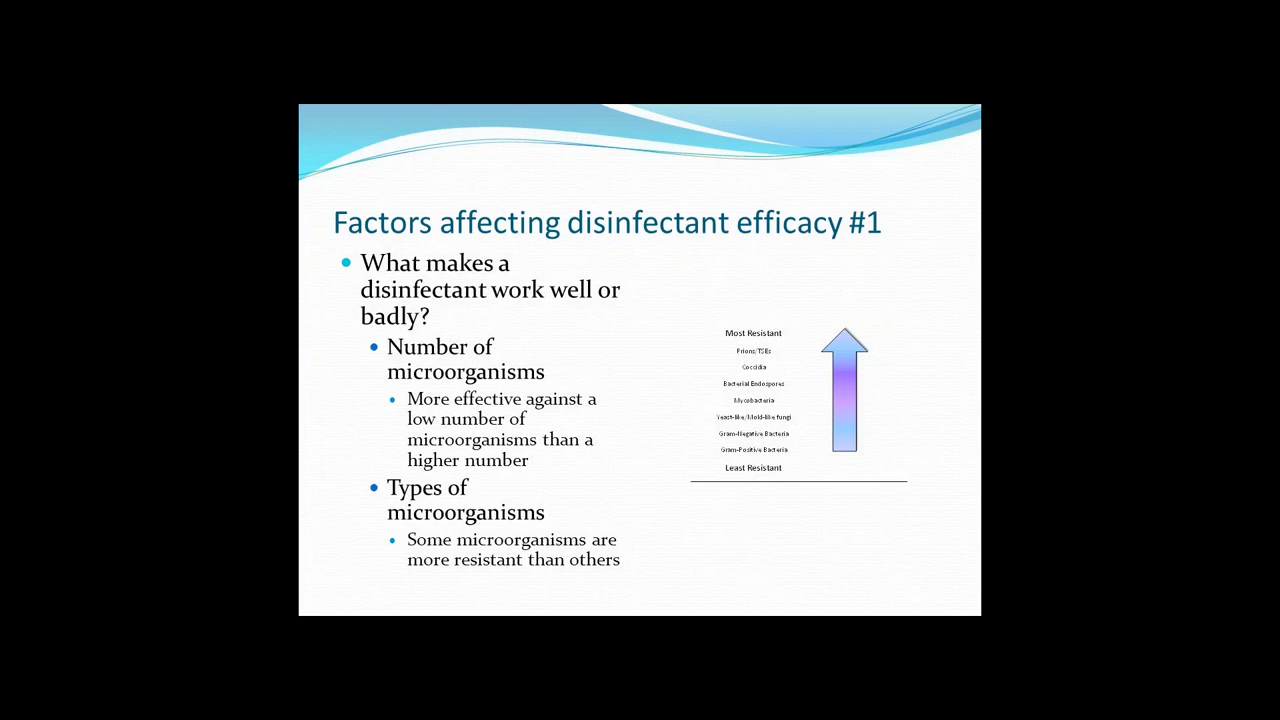 Factors affecting disinfectant efficacy #1
What makes a
disinfectant work well or
badly?
Number of
microorganisms
More effective against a
low number of
microorganisms than a
higher number
Types of
microorganisms
Some microorganisms are
more resistant than others
Most Resistant
Prions/TSEs
Coccidia
Bacterial Endospores
Mycobacteria
Yeast-like/Mold-like fungi
Gram-Negative Bacteria
Gram-Positive Bacteria
Least Resistant